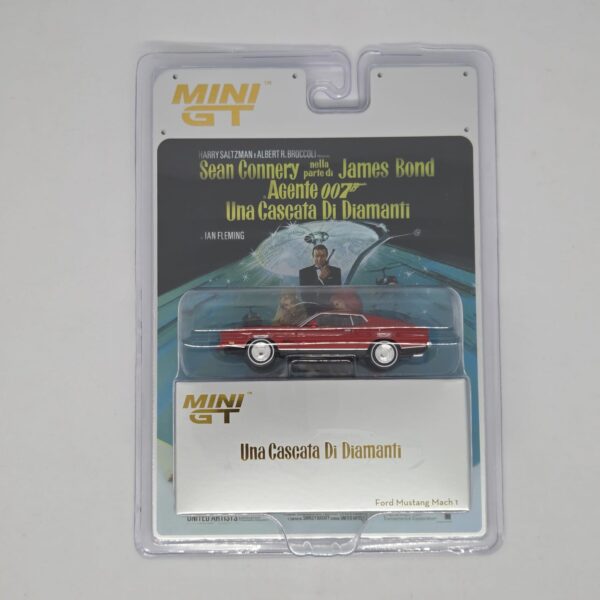 MINI
GT
™
HARRY SALTZMAN E ALBERT R. BROCCOLI
Sean Connery nella parte di James Bond
Agente 007
Una Cascata Di Diamanti
IAN FLEMING
MINI
GT
Una Cascata Di Diamanti
Ford Mustang Mach 1
UNITED ARTISTS